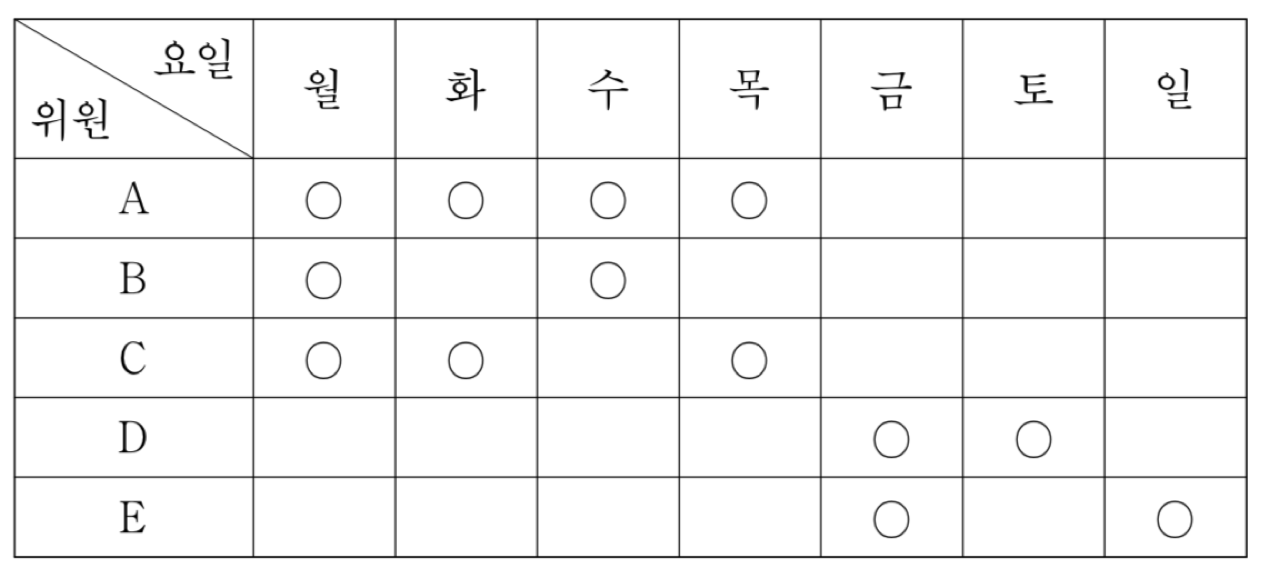 요일
위원 월 화 수 목 금 토 일
A ○ ○ ○ ○
B ○ ○
C ○ ○ ○
D ○ ○
E ○ ○